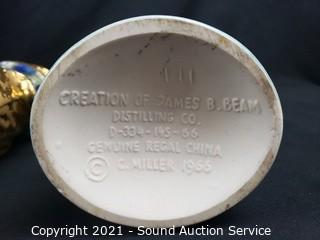 CREATION OF JAMES B. BEAM
DISTILLING CO.
D-334-145-66
GENUINE REGAL CHINA
© C. MILLER 1966
Copyright 2021 - Sound Auction Service